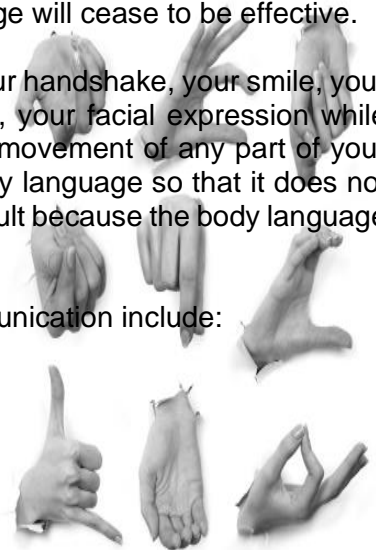 ge will cease to be effective.
ur handshake, your smile, you
, your facial expression while
movement of any part of you
y language so that it does no
ult because the body language
unication include: